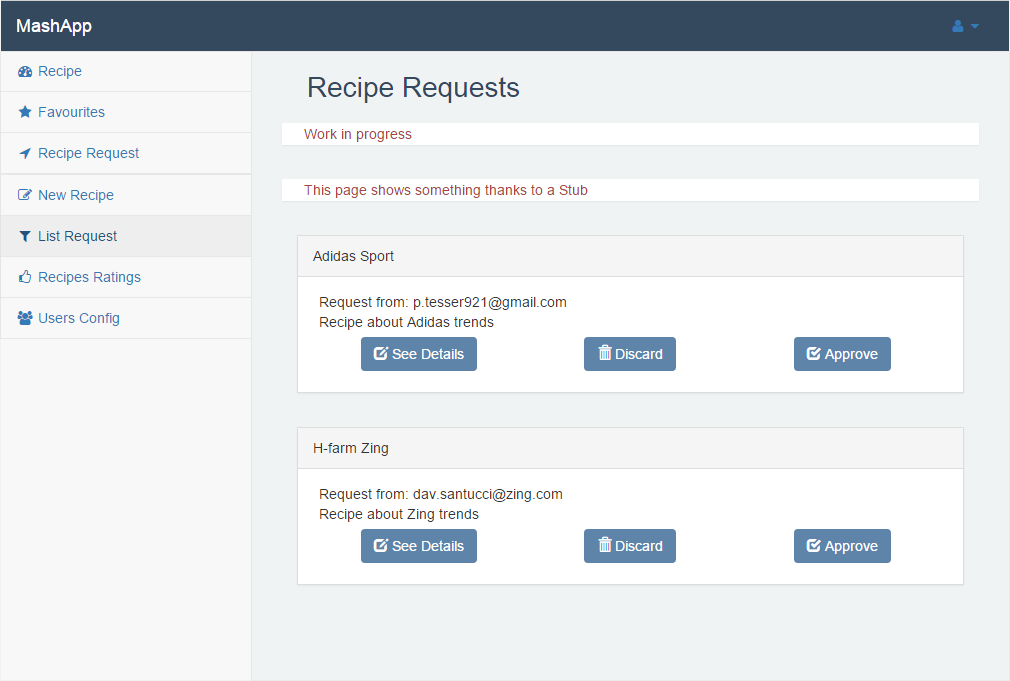 MashApp
Recipe
Favourites
Recipe Request
New Recipe
List Request
Recipes Ratings
Users Config
Recipe Requests
Work in progress
This page shows something thanks to a Stub
Adidas Sport
Request from: p.tesser921@gmail.com
Recipe about Adidas trends
See Details Discard Approve
H-farm Zing
Request from: dav.santucci@zing.com
Recipe about Zing trends
See Details Discard Approve